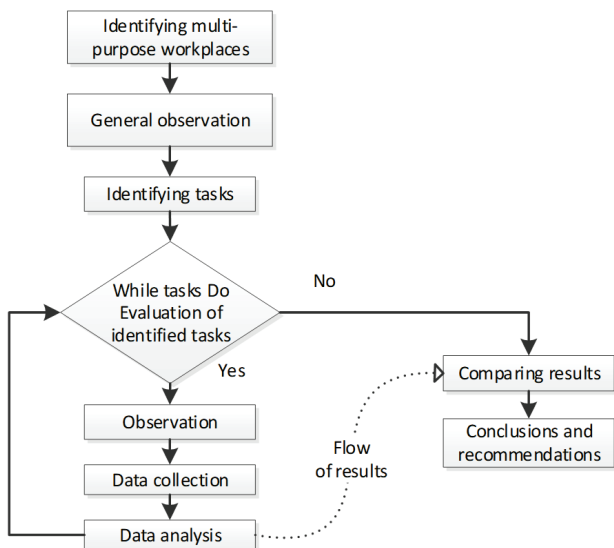 Identifying multi-
purpose workplaces
General observation
Identifying tasks
While tasks Do
Evaluation of
identified tasks
No
Yes
Observation
Data collection
Data analysis
Flow
of results
Comparing results
Conclusions and
recommendations